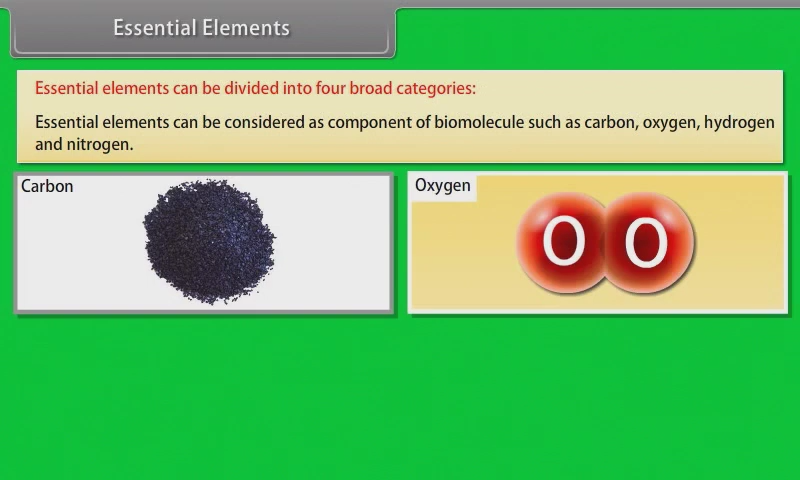 Essential Elements
Essential elements can be divided into four broad categories:
Essential elements can be considered as component of biomolecule such as carbon, oxygen, hydrogen
and nitrogen.
Carbon
Oxygen
O O